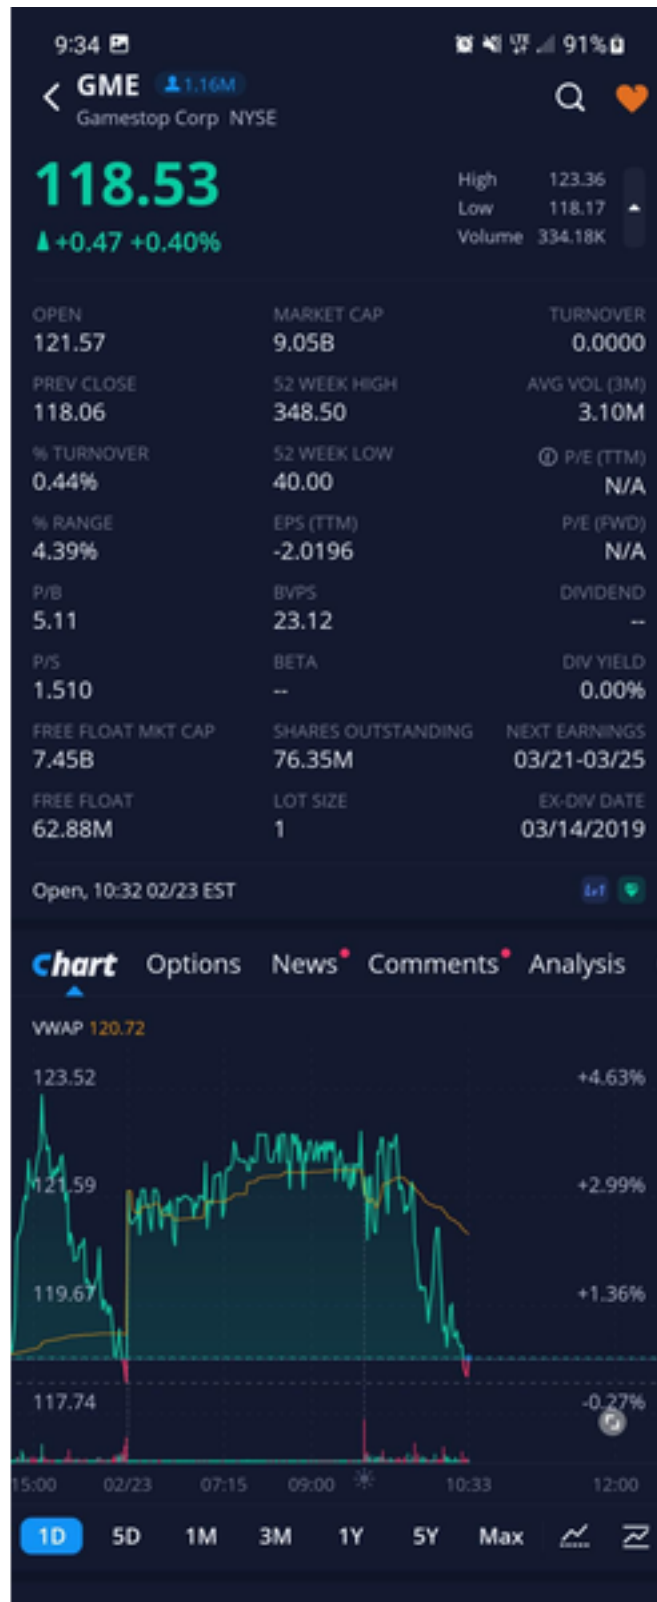 9:34 91%
GME 1.16M
Gamestop Corp NYSE
118.53
+0.47 +0.40%
High 123.36
Low 118.17
Volume 334.18K
OPEN MARKET CAP TURNOVER
121.57 9.05B 0.0000
PREV CLOSE 52 WEEK HIGH AVG VOL (3M)
118.06 348.50 3.10M
% TURNOVER 52 WEEK LOW P/E (TTM)
0.44% 40.00 N/A
% RANGE EPS (TTM) P/E (FWD)
4.39% -2.0196 N/A
P/B BVPS DIVIDEND
5.11 23.12 --
P/S BETA DIV YIELD
1.510 -- 0.00%
FREE FLOAT MKT CAP SHARES OUTSTANDING NEXT EARNINGS
7.45B 76.35M 03/21-03/25
FREE FLOAT LOT SIZE EX-DIV DATE
62.88M 1 03/14/2019
Open, 10:32 02/23 EST
Chart Options News Comments Analysis
VWAP 120.72
123.52 +4.63%
121.59 +2.99%
119.67 +1.36%
117.74 -0.27%
15:00 02/23 07:15 09:00 10:33 12:00
1D 5D 1M 3M 1Y 5Y Max